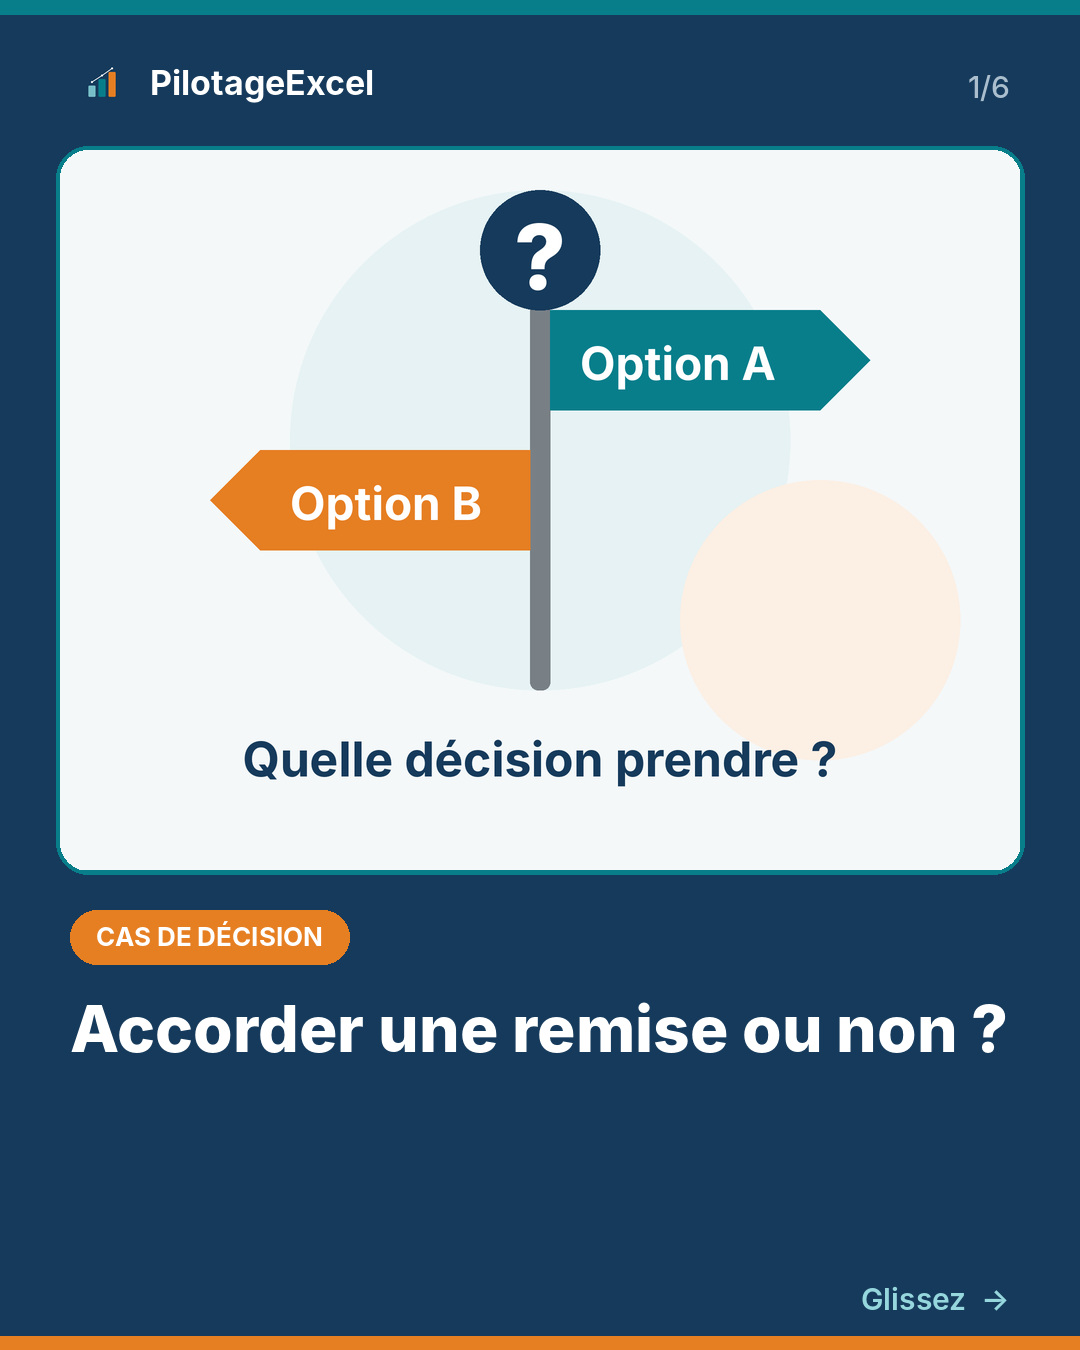 PilotageExcel
1/6
?
Option A
Option B
Quelle décision prendre ?
CAS DE DÉCISION
Accorder une remise ou non ?
Glissez →